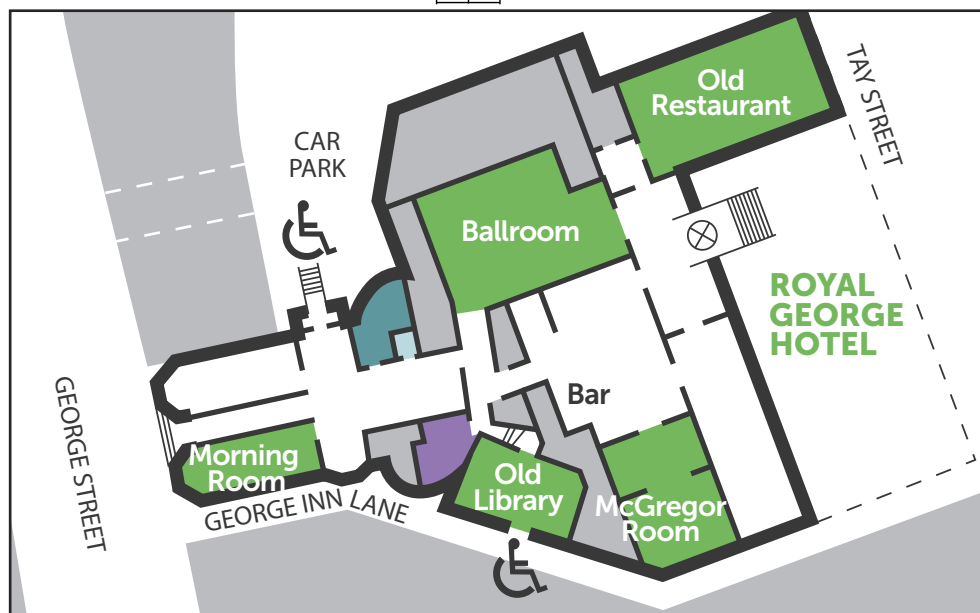 Old
Restaurant
TAY STREET
CAR
PARK
Ballroom
ROYAL
GEORGE
HOTEL
Bar
GEORGE STREET
Morning
Room
GEORGE INN LANE
Old
Library
McGregor
Room